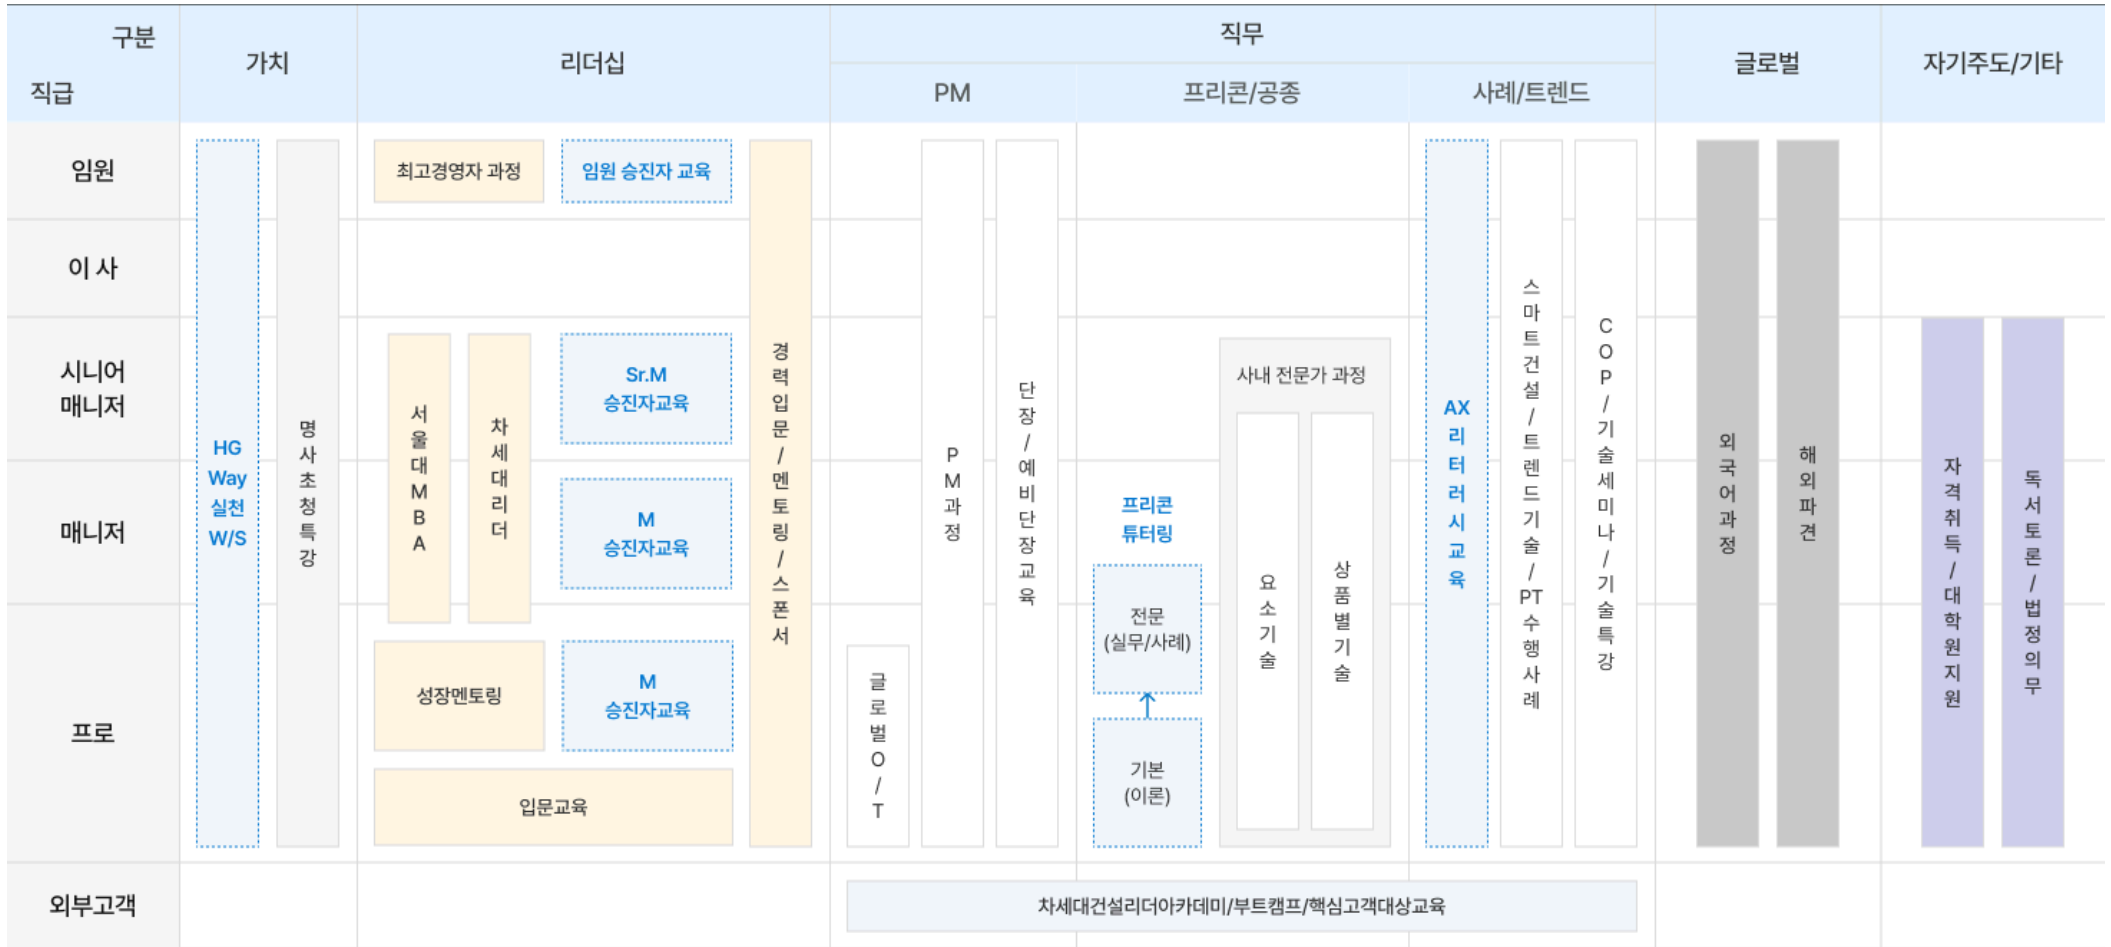 구분
직급
가치
리더십
직무
PM
프리콘/공종
사례/트렌드
글로벌
자기주도/기타
임원
이 사
시니어
매니저
매니저
프로
외부고객
HG
Way
실천
W/S
명사초청특강
최고경영자 과정
임원 승진자 교육
서울대MBA
차세대리더
Sr.M
승진자교육
M
승진자교육
성장멘토링
M
승진자교육
입문교육
경력입문/멘토링/스폰서
글로벌O/T
PM과정
단장/예비단장교육
프리콘
튜터링
전문
(실무/사례)
기본
(이론)
사내 전문가 과정
요소기술
상품별기술
AX
리터러시교육
스마트건설/트렌드기술/PT수행사례
COP/기술세미나/기술특강
외국어과정
해외파견
자격취득/대학원지원
독서토론/법정의무
차세대건설리더아카데미/부트캠프/핵심고객대상교육